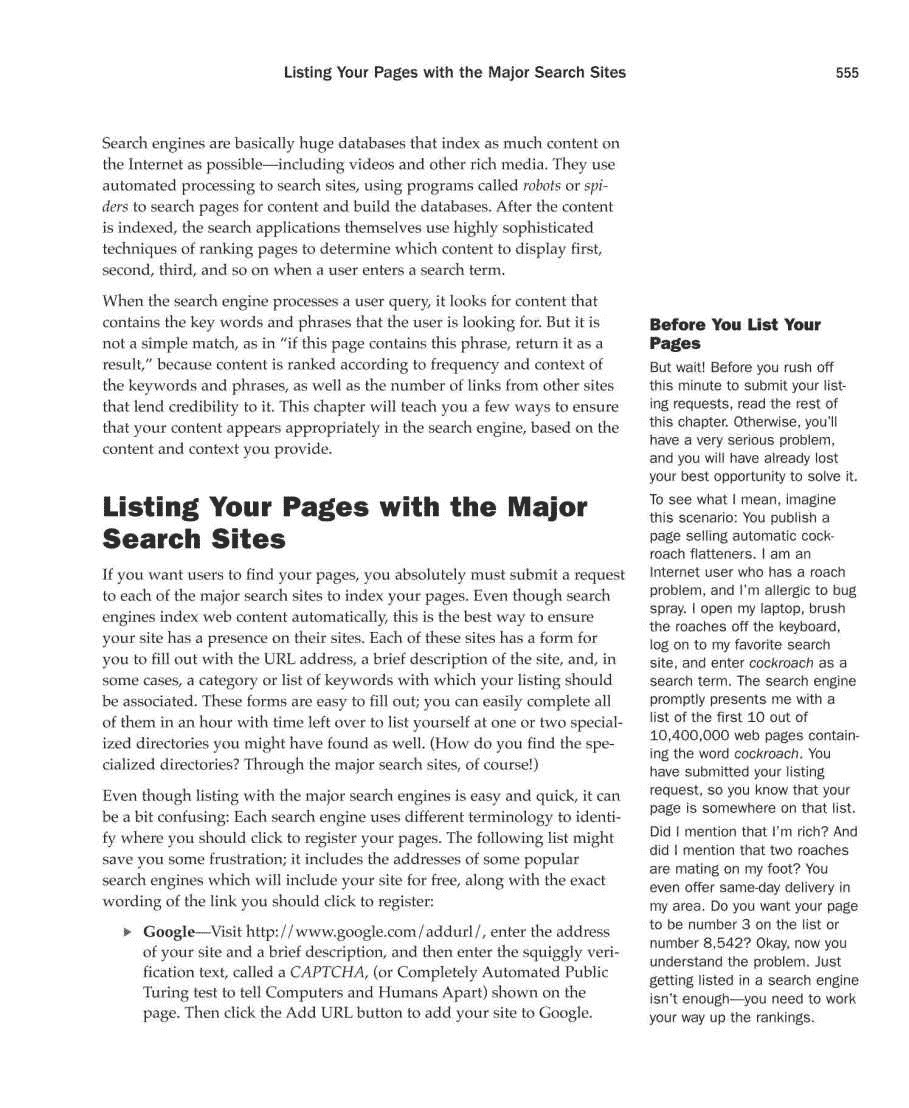 Listing Your Pages with the Major Search Sites 555
Search engines are basically huge databases that index as much content on
the Internet as possible—including videos and other rich media. They use
automated processing to search sites, using programs called robots or spi-
ders to search pages for content and build the databases. After the content
is indexed, the search applications themselves use highly sophisticated
techniques of ranking pages to determine which content to display first,
second, third, and so on when a user enters a search term.
When the search engine processes a user query, it looks for content that
contains the key words and phrases that the user is looking for. But it is
not a simple match, as in “if this page contains this phrase, return it as a
result,” because content is ranked according to frequency and context of
the keywords and phrases, as well as the number of links from other sites
that lend credibility to it. This chapter will teach you a few ways to ensure
that your content appears appropriately in the search engine, based on the
content and context you provide.
Listing Your Pages with the Major
Search Sites
If you want users to find your pages, you absolutely must submit a request
to each of the major search sites to index your pages. Even though search
engines index web content automatically, this is the best way to ensure
your site has a presence on their sites. Each of these sites has a form for
you to fill out with the URL address, a brief description of the site, and, in
some cases, a category or list of keywords with which your listing should
be associated. These forms are easy to fill out; you can easily complete all
of them in an hour with time left over to list yourself at one or two special-
ized directories you might have found as well. (How do you find the spe-
cialized directories? Through the major search sites, of course!)
Even though listing with the major search engines is easy and quick, it can
be a bit confusing: Each search engine uses different terminology to identi-
fy where you should click to register your pages. The following list might
save you some frustration; it includes the addresses of some popular
search engines which will include your site for free, along with the exact
wording of the link you should click to register:
▶ Google—Visit http://www.google.com/addurl/, enter the address
of your site and a brief description, and then enter the squiggly veri-
fication text, called a CAPTCHA, (or Completely Automated Public
Turing test to tell Computers and Humans Apart) shown on the
page. Then click the Add URL button to add your site to Google.
Before You List Your
Pages
But wait! Before you rush off
this minute to submit your list-
ing requests, read the rest of
this chapter. Otherwise, you’ll
have a very serious problem,
and you will have already lost
your best opportunity to solve it.
To see what I mean, imagine
this scenario: You publish a
page selling automatic cock-
roach flatteners. I am an
Internet user who has a roach
problem, and I’m allergic to bug
spray. I open my laptop, brush
the roaches off the keyboard,
log on to my favorite search
site, and enter cockroach as a
search term. The search engine
promptly presents me with a
list of the first 10 out of
10,400,000 web pages contain-
ing the word cockroach. You
have submitted your listing
request, so you know that your
page is somewhere on that list.
Did I mention that I’m rich? And
did I mention that two roaches
are mating on my foot? You
even offer same-day delivery in
my area. Do you want your page
to be number 3 on the list or
number 8,542? Okay, now you
understand the problem. Just
getting listed in a search engine
isn’t enough—you need to work
your way up the rankings.